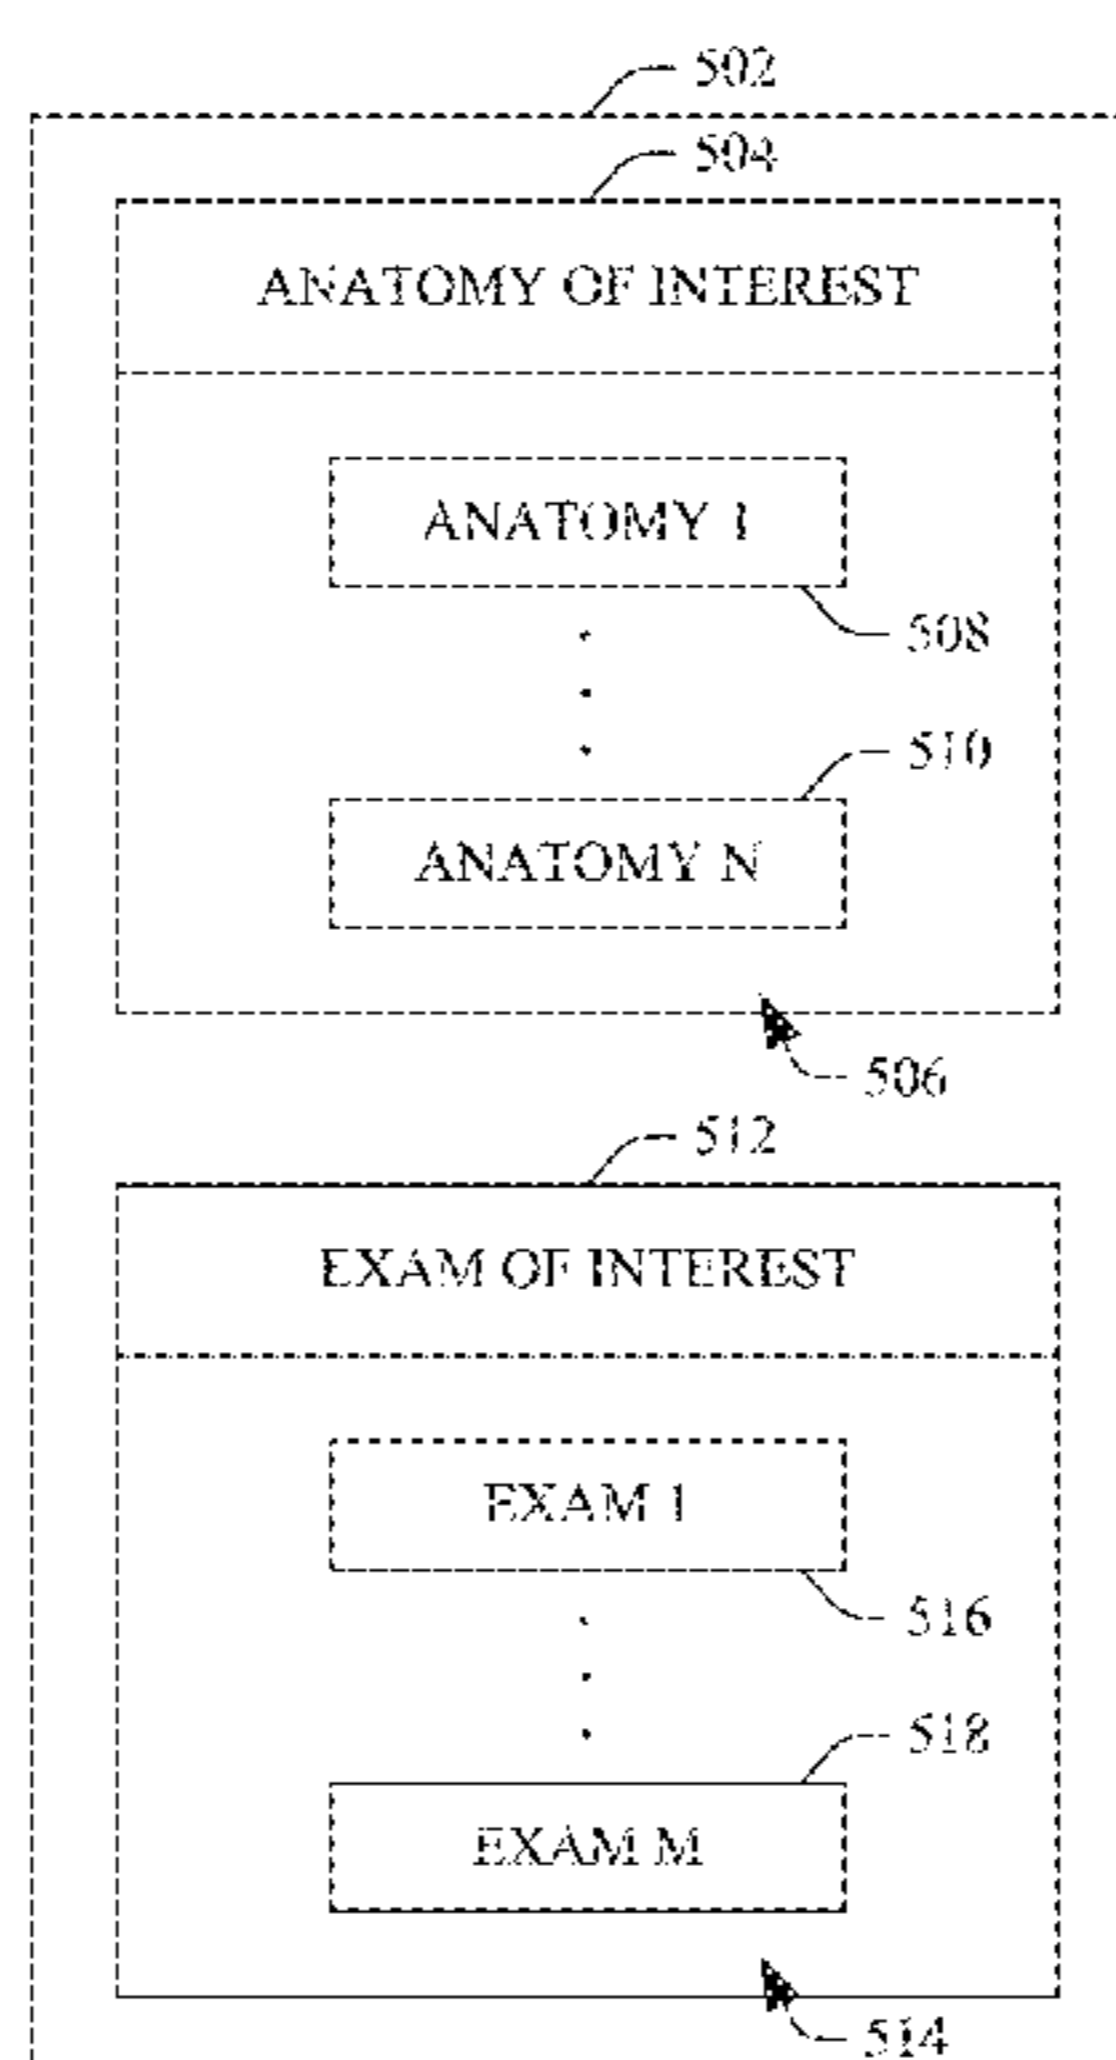 502
504
ANATOMY OF INTEREST
ANATOMY 1
508
510
ANATOMY N
506
512
EXAM OF INTEREST
EXAM 1
516
518
EXAM M
514